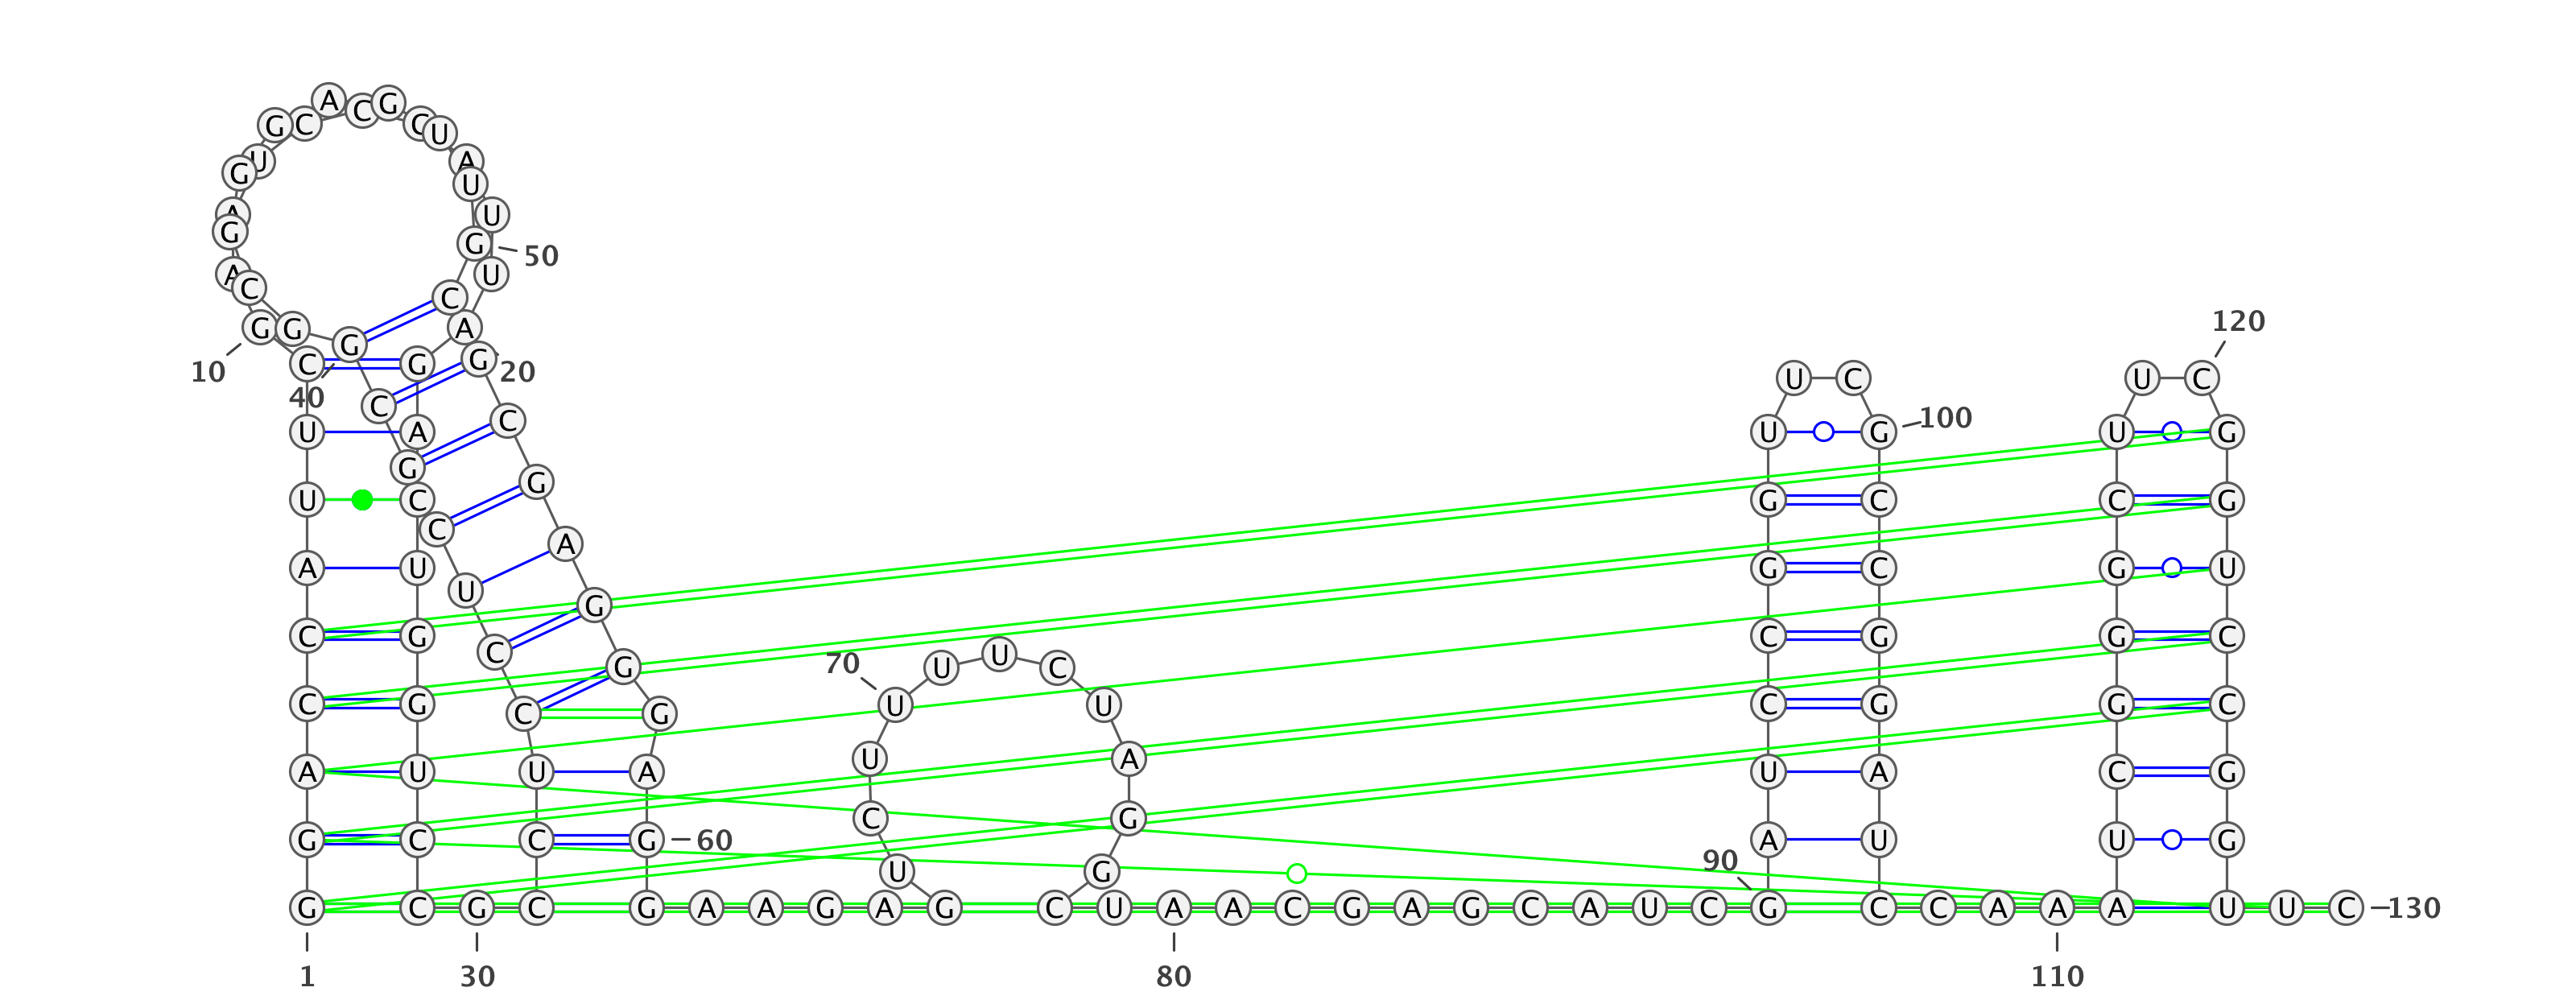 A C G
G C C U
G U A U
A U
G G 50
A C U
C
G G A 120
G
10 C G G 20 U C U C
40 C
U A C U G 100 U G
G
G
U C C G C C G
A
U A U G C G U
U
G C G C G C G
C G 70 U U C
C C G G U U C G G C
U A
A U U A U A C G
C G
G C C G 60 A U U G
90
U G
G C G C G A A G A G C U A A C G A G C A U C G C C A A A U U C 130
1 30 80 110